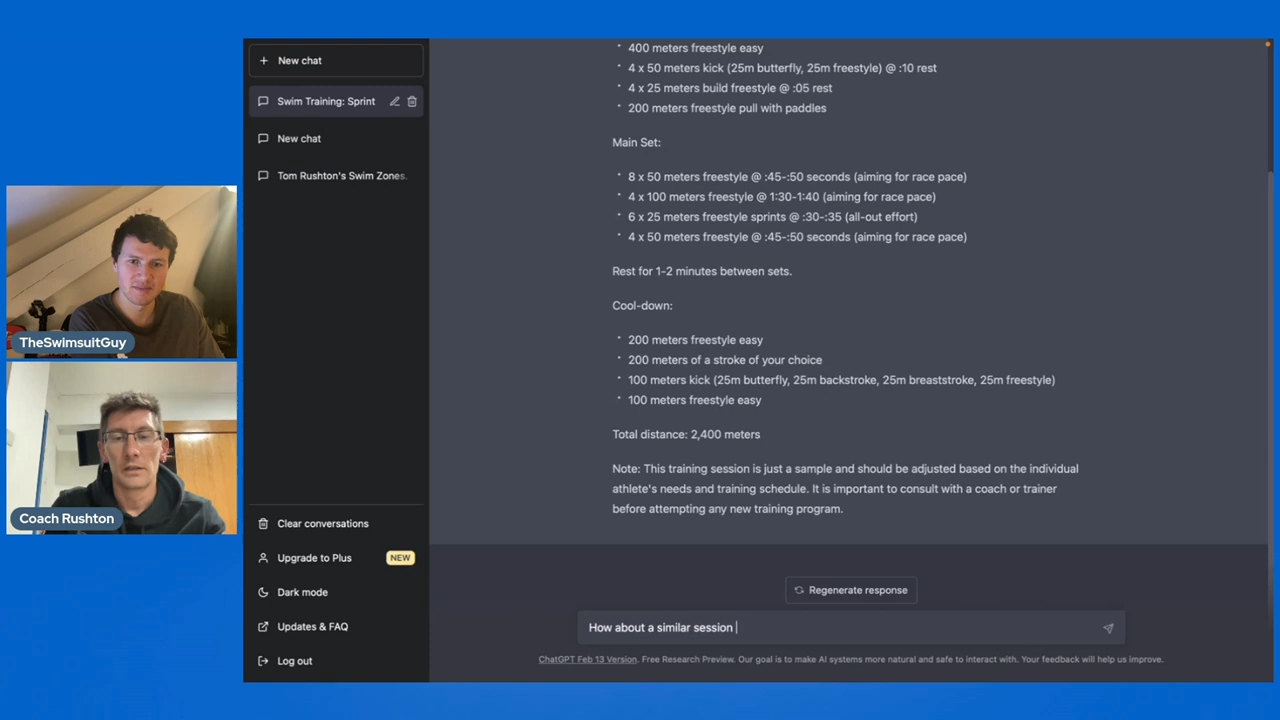 New chat
Swim Training: Sprint
New chat
Tom Rushton's Swim Zones.
Clear conversations
Upgrade to Plus NEW
Dark mode
Updates & FAQ
Log out
TheSwimsuitGuy
Coach Rushton
400 meters freestyle easy
4 x 50 meters kick (25m butterfly, 25m freestyle) @ :10 rest
4 x 25 meters build freestyle @ :05 rest
200 meters freestyle pull with paddles
Main Set:
8 x 50 meters freestyle @ :45-:50 seconds (aiming for race pace)
4 x 100 meters freestyle @ 1:30-1:40 (aiming for race pace)
6 x 25 meters freestyle sprints @ :30-:35 (all-out effort)
4 x 50 meters freestyle @ :45-:50 seconds (aiming for race pace)
Rest for 1-2 minutes between sets.
Cool-down:
200 meters freestyle easy
200 meters of a stroke of your choice
100 meters kick (25m butterfly, 25m backstroke, 25m breaststroke, 25m freestyle)
100 meters freestyle easy
Total distance: 2,400 meters
Note: This training session is just a sample and should be adjusted based on the individual
athlete's needs and training schedule. It is important to consult with a coach or trainer
before attempting any new training program.
Regenerate response
How about a similar session
ChatGPT Feb 13 Version. Free Research Preview. Our goal is to make AI systems more natural and safe to interact with. Your feedback will help us improve.